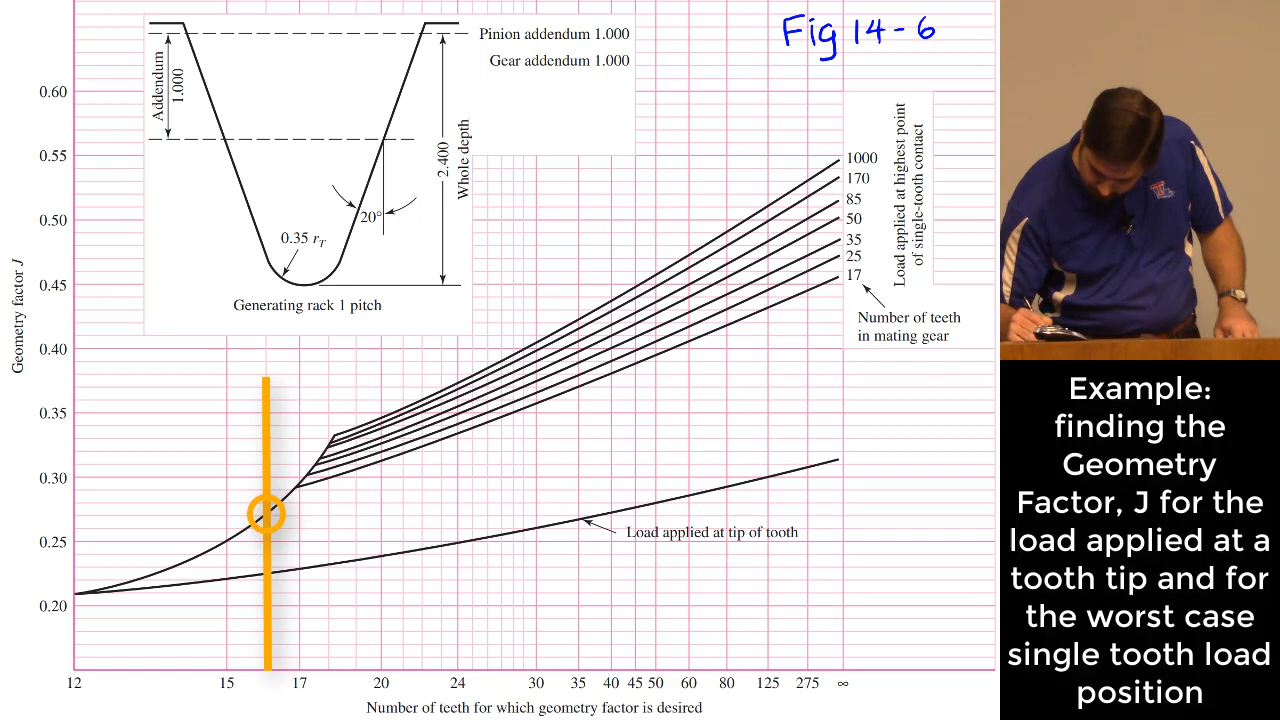 Fig 14-6
Pinion addendum 1.000
Gear addendum 1.000
Addendum
1.000
2.400
Whole depth
20°
0.35 rT
Generating rack 1 pitch
Geometry factor J
0.60
0.55
0.50
0.45
0.40
0.35
0.30
0.25
0.20
1000
170
85
50
35
25
17
Load applied at highest point
of single-tooth contact
Number of teeth
in mating gear
Load applied at tip of tooth
12 15 17 20 24 30 35 40 45 50 60 80 125 275 ∞
Number of teeth for which geometry factor is desired
Example:
finding the
Geometry
Factor, J for the
load applied at a
tooth tip and for
the worst case
single tooth load
position